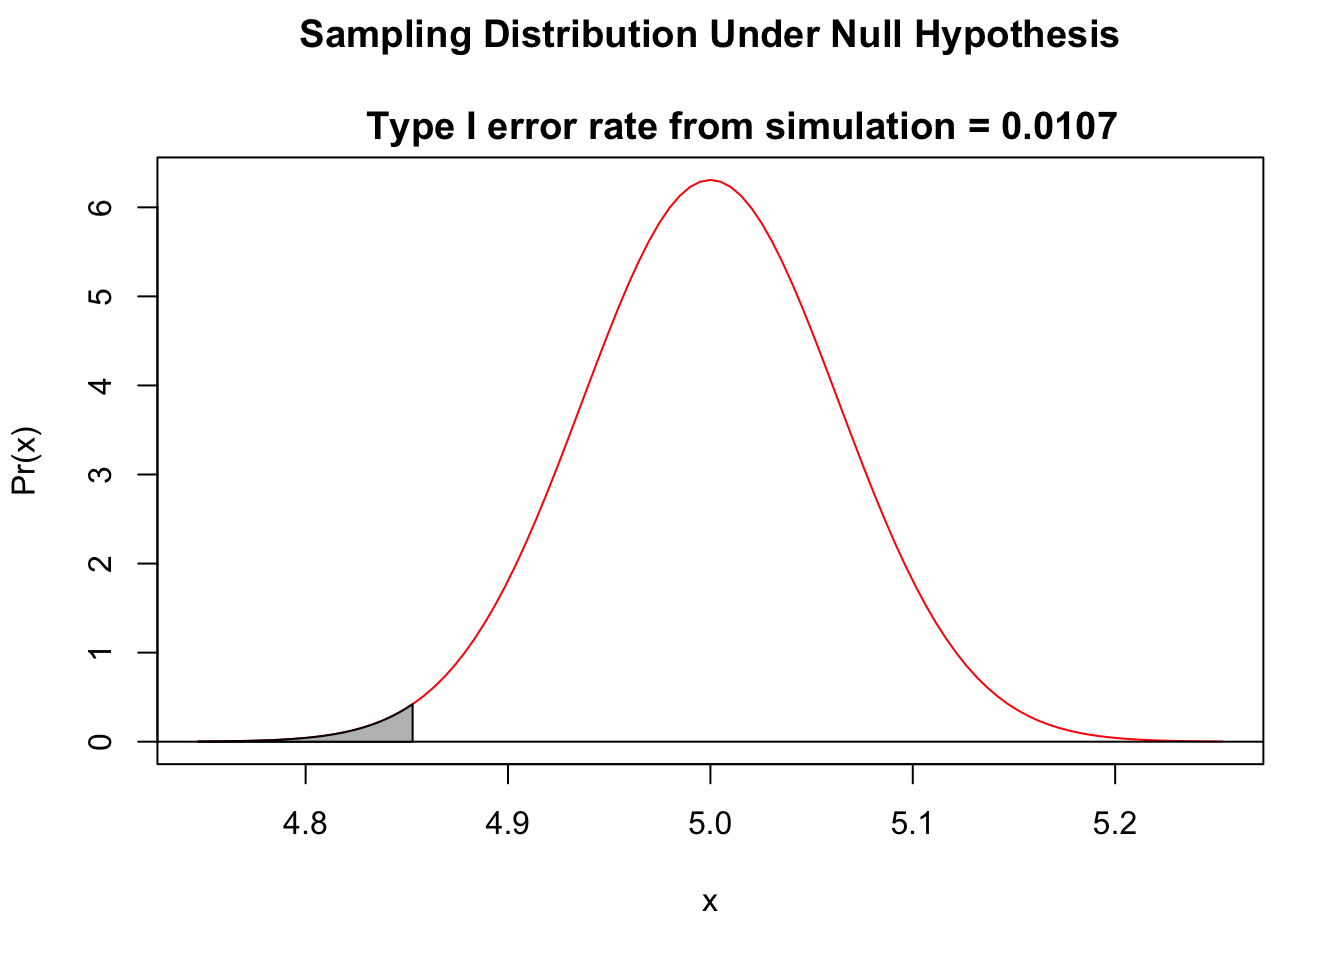 Sampling Distribution Under Null Hypothesis
Type I error rate from simulation = 0.0107
Pr(x)
6
5
4
3
2
1
0
4.8 4.9 5.0 5.1 5.2
x